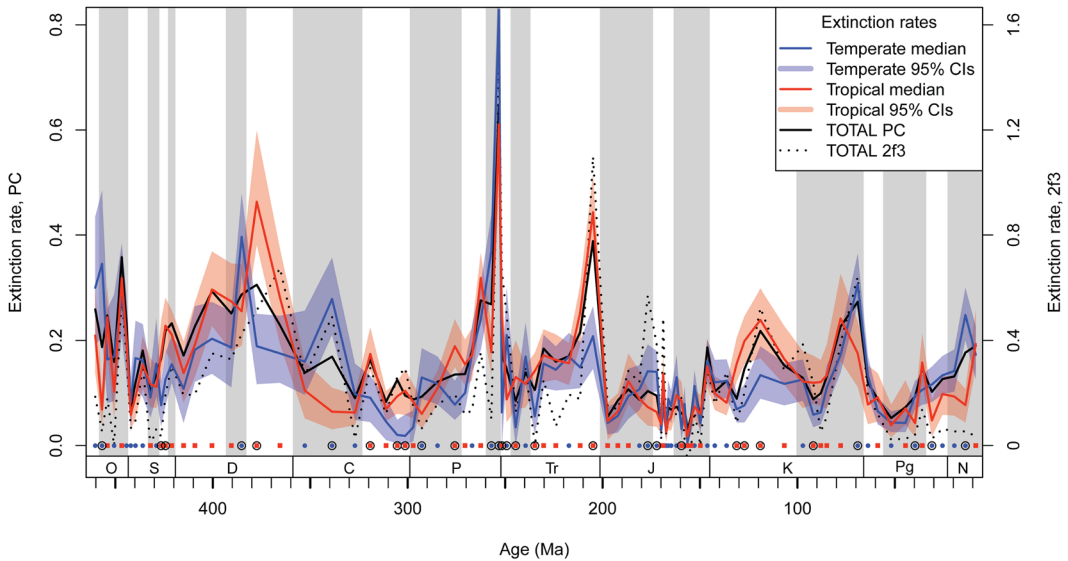 Extinction rates
Temperate median
Temperate 95% CIs
Tropical median
Tropical 95% CIs
TOTAL PC
TOTAL 2f3
Extinction rate, PC
0.8
0.6
0.4
0.2
0.0
Extinction rate, 2f3
1.6
1.2
0.8
0.4
0
O S D C P Tr J K Pg N
400 300 200 100
Age (Ma)